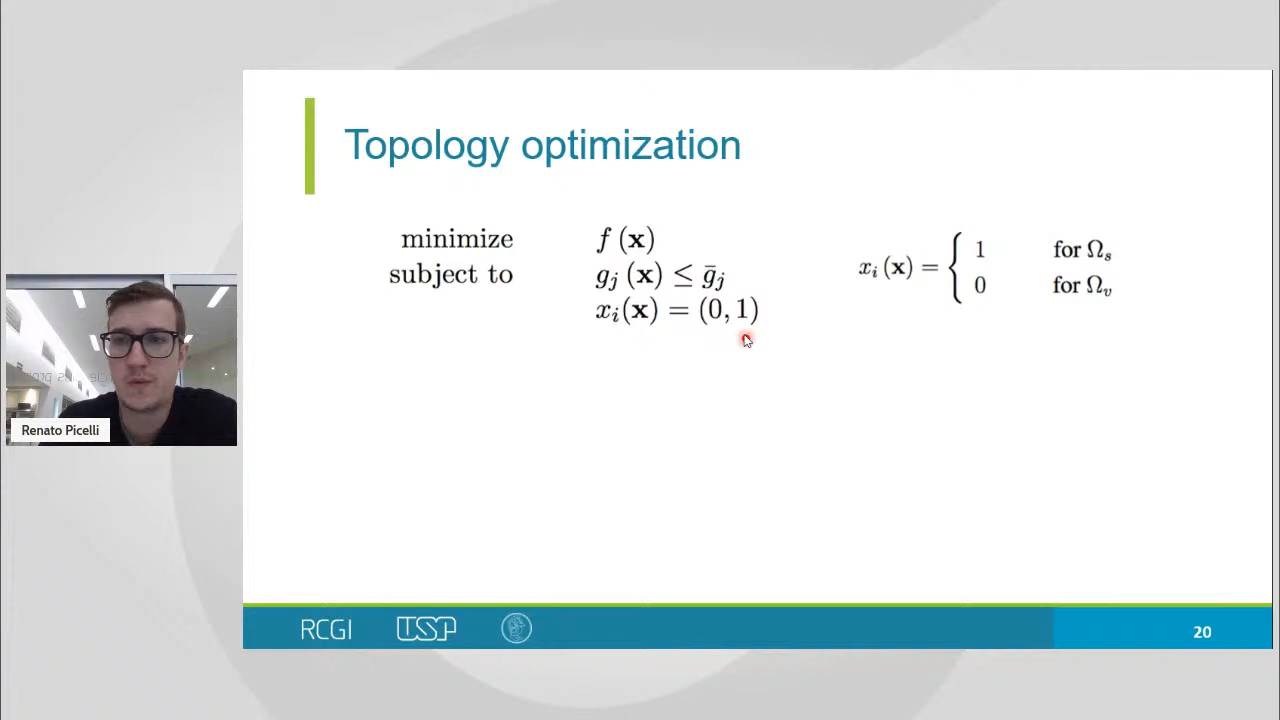 Topology optimization
minimize f (x)
subject to g_j (x) ≤ ḡ_j
x_i(x) = (0, 1)
x_i (x) = { 1 for Ω_s
0 for Ω_v
Renato Picelli
RCGI USP
20